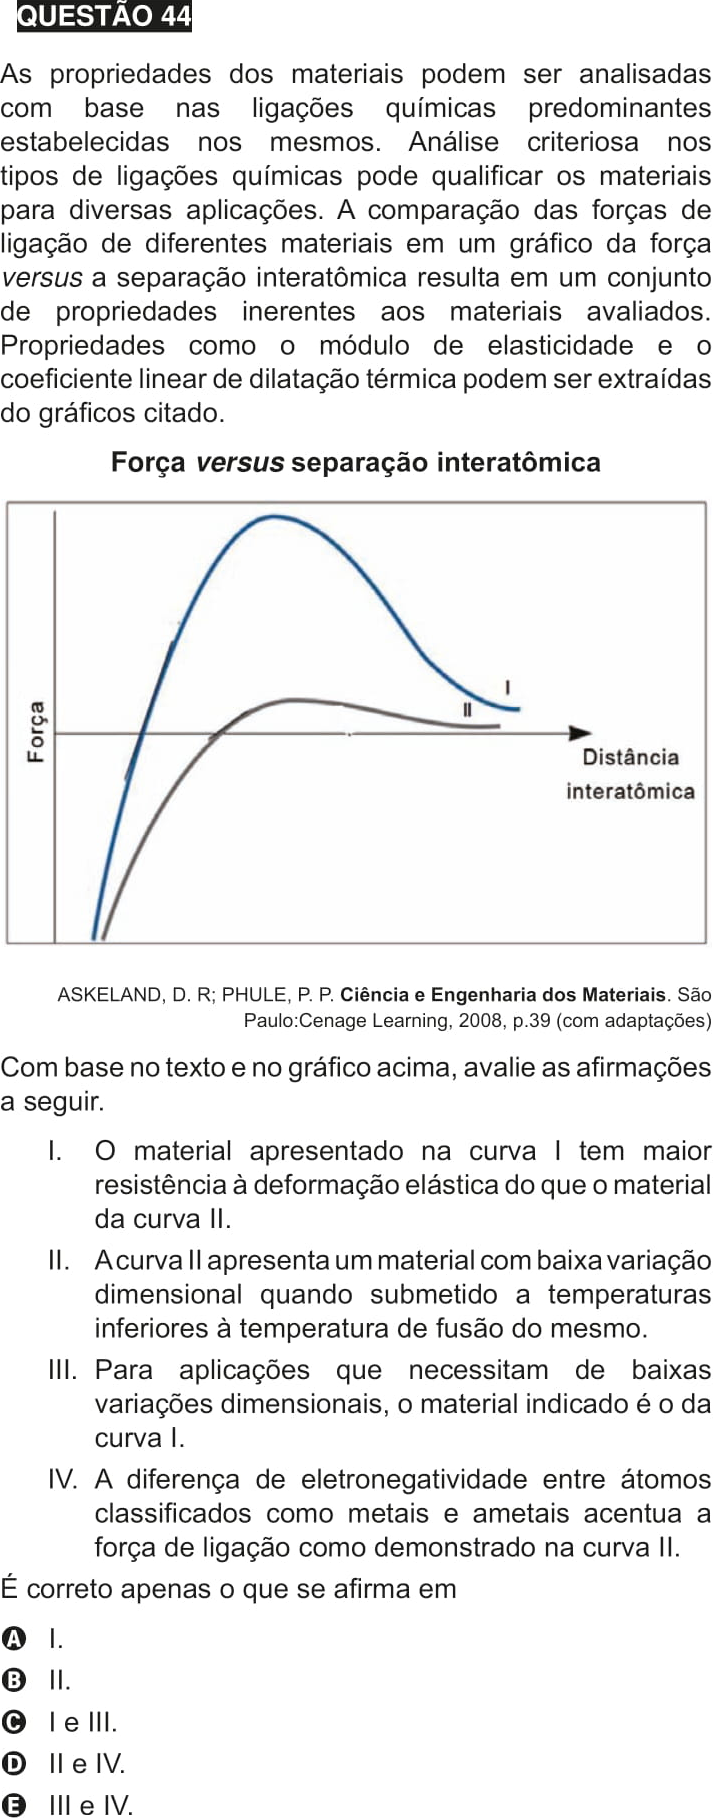 QUESTÃO 44
As propriedades dos materiais podem ser analisadas
com base nas ligações químicas predominantes
estabelecidas nos mesmos. Análise criteriosa nos
tipos de ligações químicas pode qualificar os materiais
para diversas aplicações. A comparação das forças de
ligação de diferentes materiais em um gráfico da força
versus a separação interatômica resulta em um conjunto
de propriedades inerentes aos materiais avaliados.
Propriedades como o módulo de elasticidade e o
coeficiente linear de dilatação térmica podem ser extraídas
do gráficos citado.
Força versus separação interatômica
Força
I
II
Distância
interatômica
ASKELAND, D. R; PHULE, P. P. Ciência e Engenharia dos Materiais. São
Paulo:Cenage Learning, 2008, p.39 (com adaptações)
Com base no texto e no gráfico acima, avalie as afirmações
a seguir.
I. O material apresentado na curva I tem maior
resistência à deformação elástica do que o material
da curva II.
II. A curva II apresenta um material com baixa variação
dimensional quando submetido a temperaturas
inferiores à temperatura de fusão do mesmo.
III. Para aplicações que necessitam de baixas
variações dimensionais, o material indicado é o da
curva I.
IV. A diferença de eletronegatividade entre átomos
classificados como metais e ametais acentua a
força de ligação como demonstrado na curva II.
É correto apenas o que se afirma em
A I.
B II.
C I e III.
D II e IV.
E III e IV.